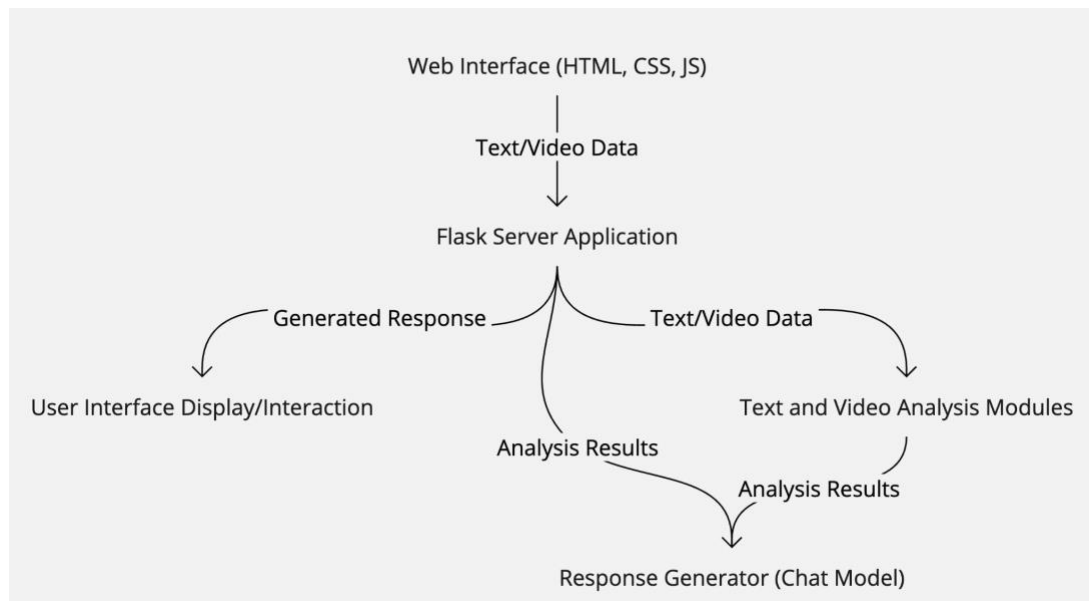 Web Interface (HTML, CSS, JS)
Text/Video Data
Flask Server Application
Generated Response
Text/Video Data
User Interface Display/Interaction
Text and Video Analysis Modules
Analysis Results
Analysis Results
Response Generator (Chat Model)